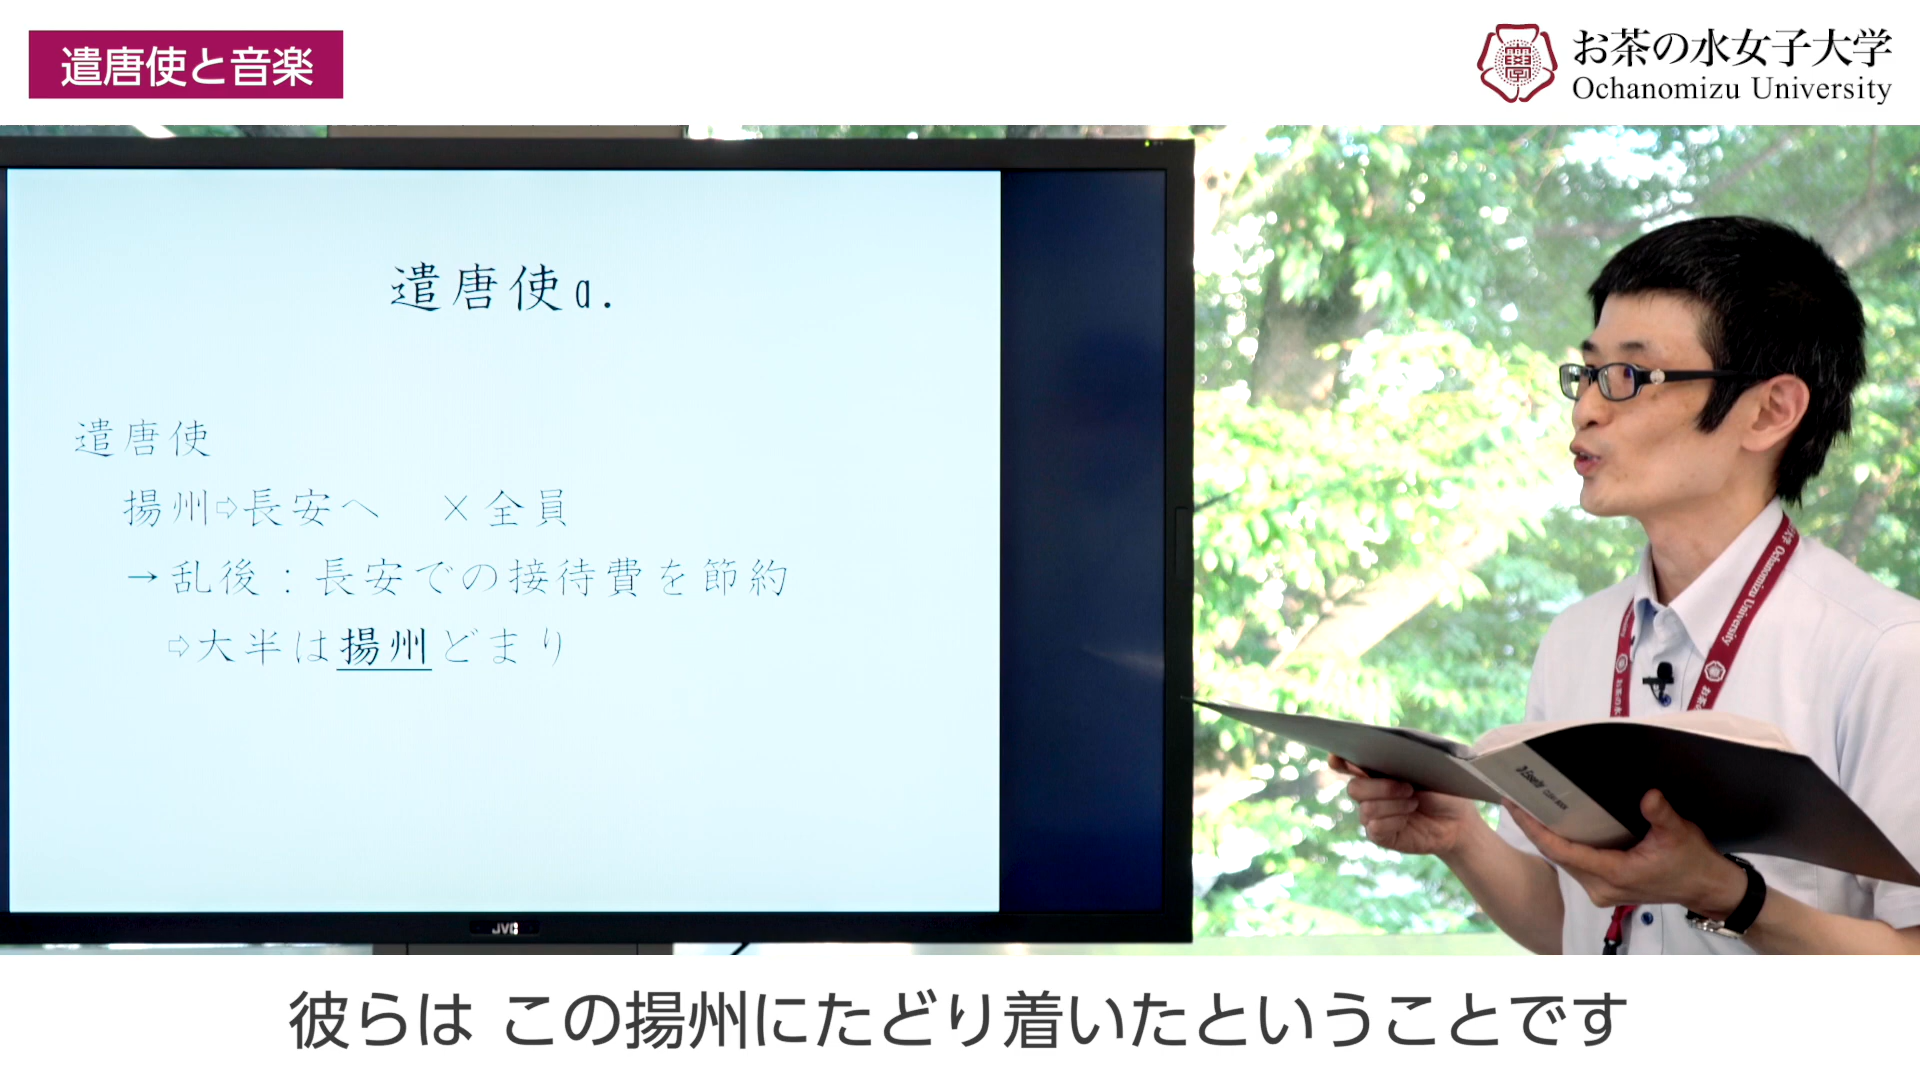 遣唐使と音楽
お茶の水女子大学
Ochanomizu University
遣唐使a.
遣唐使
揚州⇨長安へ ×全員
→乱後：長安での接待費を節約
⇨大半は揚州どまり
JVC
Ochanomizu University
彼らは この揚州にたどり着いたということです